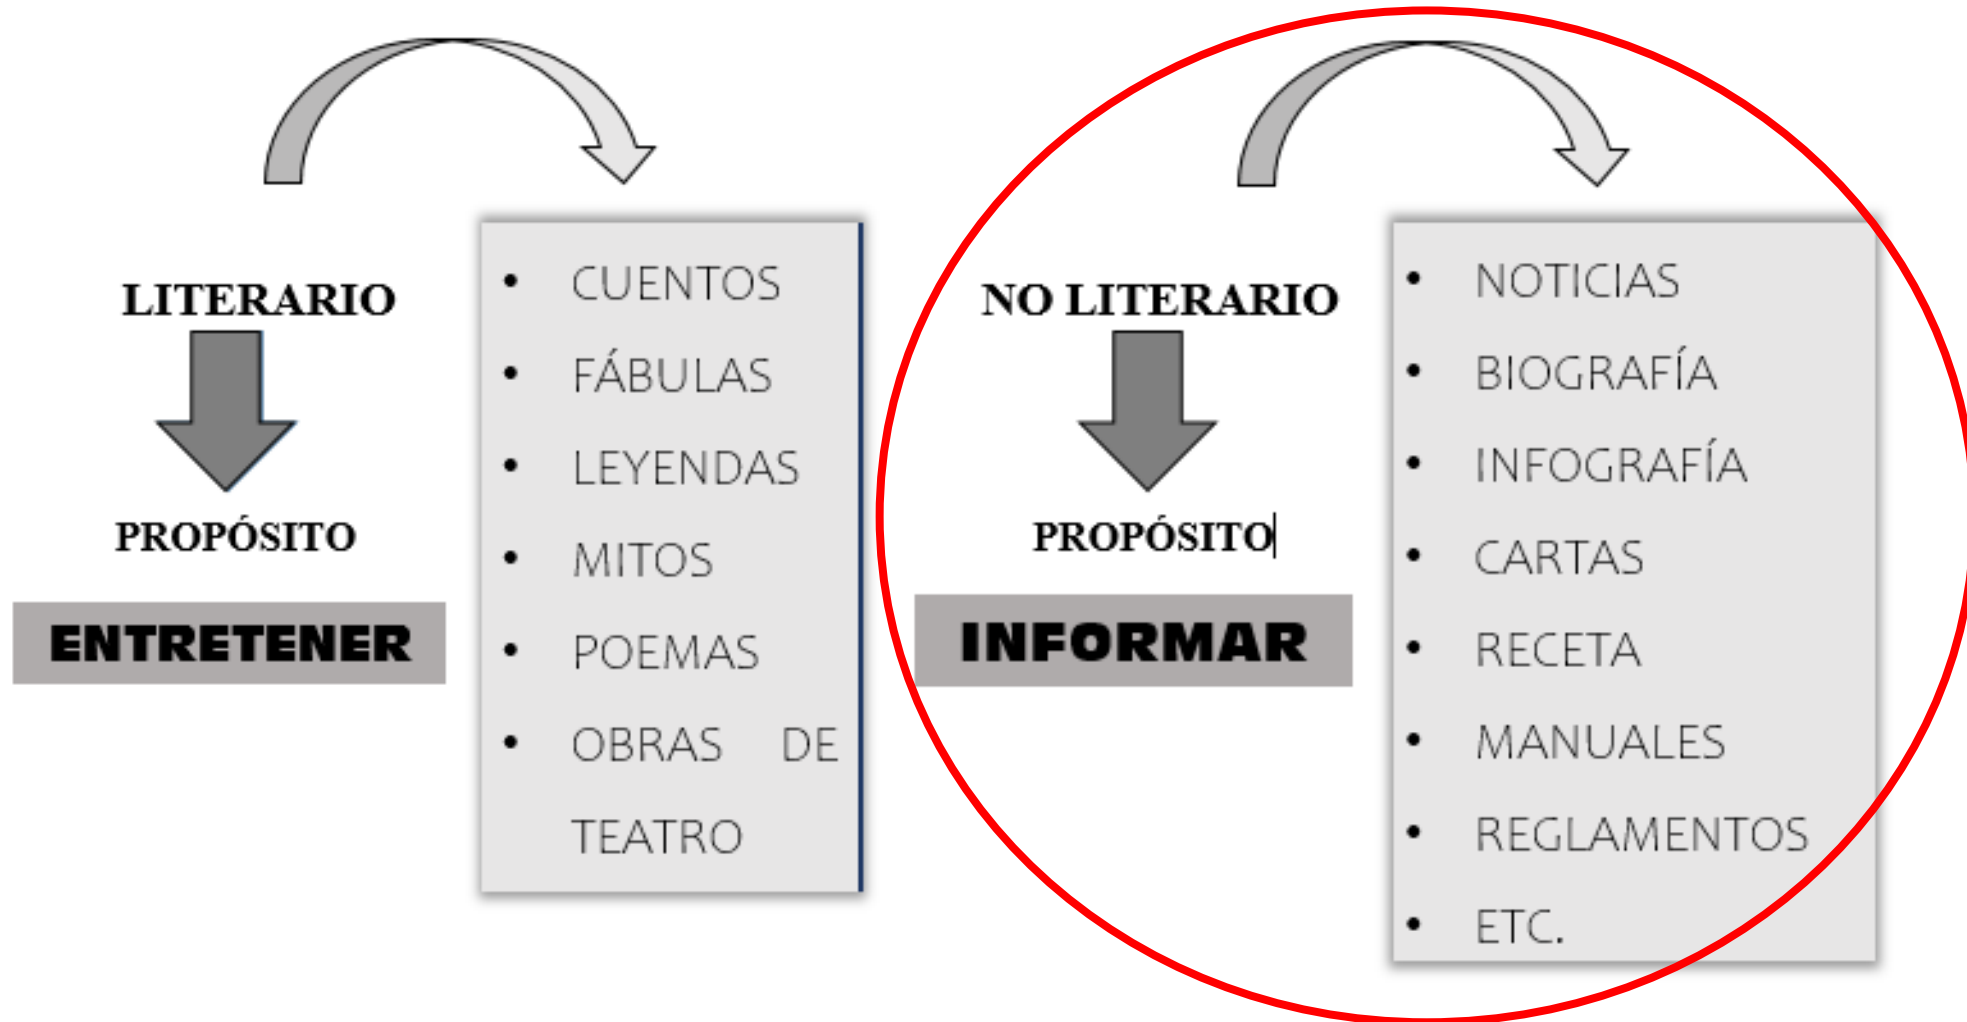 LITERARIO
PROPÓSITO
ENTRETENER
• CUENTOS
• FÁBULAS
• LEYENDAS
• MITOS
• POEMAS
• OBRAS DE
TEATRO
NO LITERARIO
PROPÓSITO
INFORMAR
• NOTICIAS
• BIOGRAFÍA
• INFOGRAFÍA
• CARTAS
• RECETA
• MANUALES
• REGLAMENTOS
• ETC.